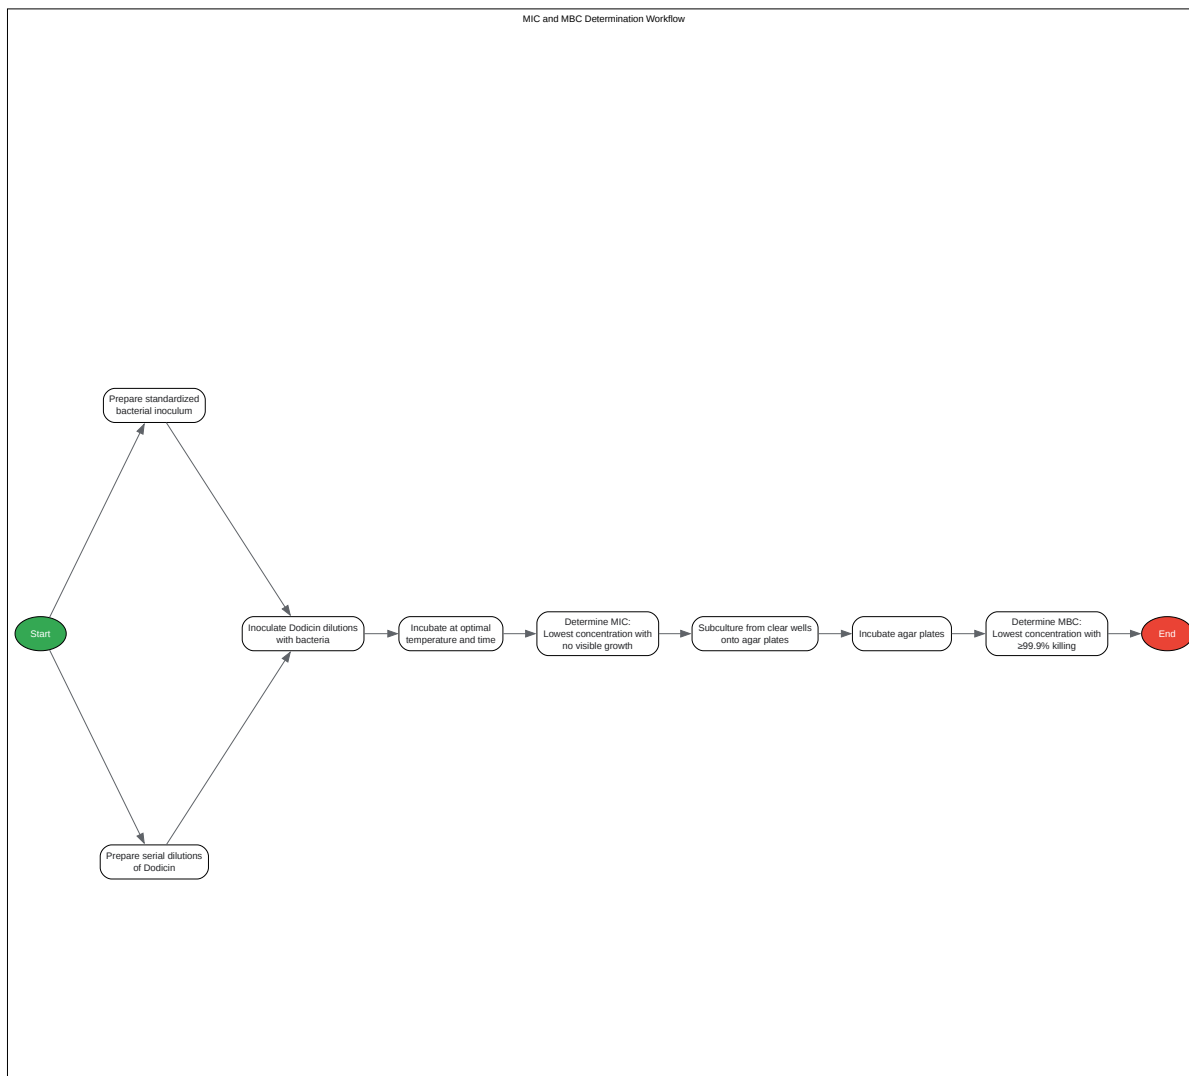 MIC and MBC Determination Workflow
Prepare standardized
bacterial inoculum
Start
Inoculate Dodicin dilutions
with bacteria
Incubate at optimal
temperature and time
Determine MIC:
Lowest concentration with
no visible growth
Subculture from clear wells
onto agar plates
Incubate agar plates
Determine MBC:
Lowest concentration with
≥99.9% killing
End
Prepare serial dilutions
of Dodicin